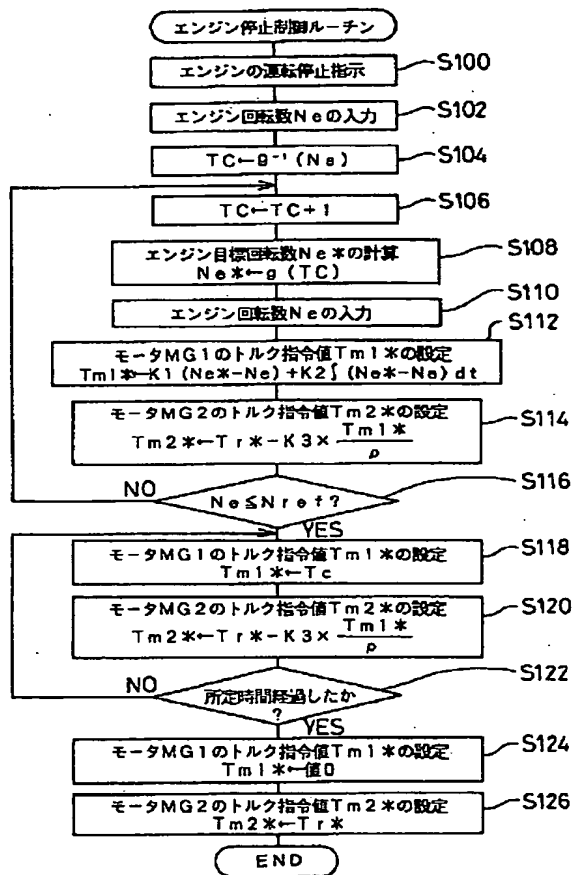 エンジン停止制御ルーチン
エンジンの運転停止指示
S100
エンジン回転数Neの入力
S102
TC←g⁻¹(Ne)
S104
TC←TC+1
S106
エンジン目標回転数Ne*の計算
Ne*←g(TC)
S108
エンジン回転数Neの入力
S110
モータMG1のトルク指令値Tm1*の設定
Tm1*←K1(Ne*-Ne)+K2∫(Ne*-Ne)dt
S112
モータMG2のトルク指令値Tm2*の設定
Tm2*←Tr*-K3×Tm1*/ρ
S114
NO
Ne≦Nref?
S116
YES
モータMG1のトルク指令値Tm1*の設定
Tm1*←Tc
S118
モータMG2のトルク指令値Tm2*の設定
Tm2*←Tr*-K3×Tm1*/ρ
S120
NO
所定時間経過したか
?
S122
YES
モータMG1のトルク指令値Tm1*の設定
Tm1*←値0
S124
モータMG2のトルク指令値Tm2*の設定
Tm2*←Tr*
S126
END